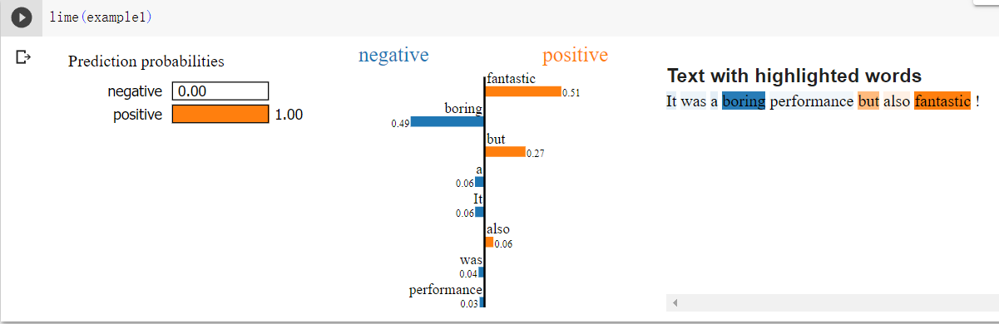 lime(example1)
Prediction probabilities
negative 0.00
positive 1.00
negative positive
fantastic
0.51
boring
0.49
but
0.27
a
0.06
It
0.06
also
0.06
was
0.04
performance
0.03
Text with highlighted words
It was a boring performance but also fantastic !